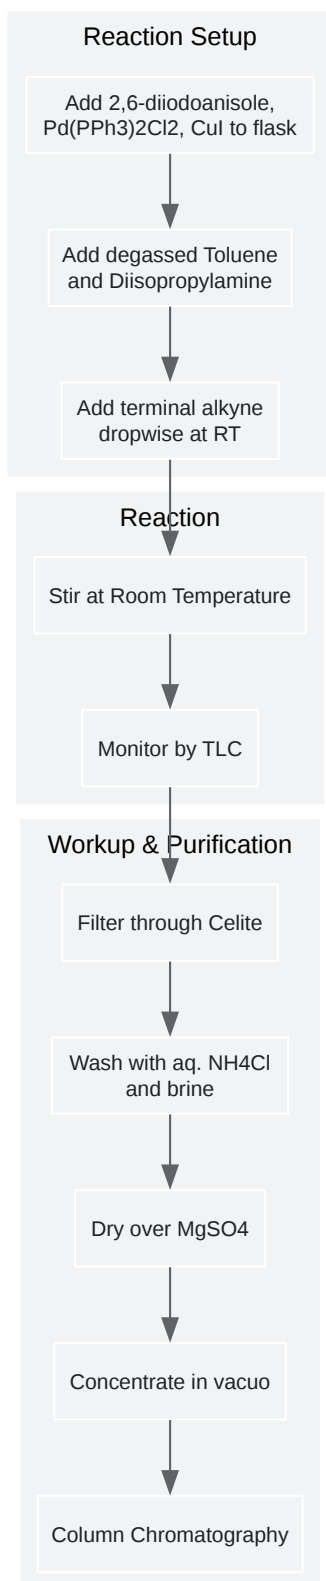 Reaction Setup
Add 2,6-diiodoanisole,
Pd(PPh3)2Cl2, CuI to flask
Add degassed Toluene
and Diisopropylamine
Add terminal alkyne
dropwise at RT
Reaction
Stir at Room Temperature
Monitor by TLC
Workup & Purification
Filter through Celite
Wash with aq. NH4Cl
and brine
Dry over MgSO4
Concentrate in vacuo
Column Chromatography